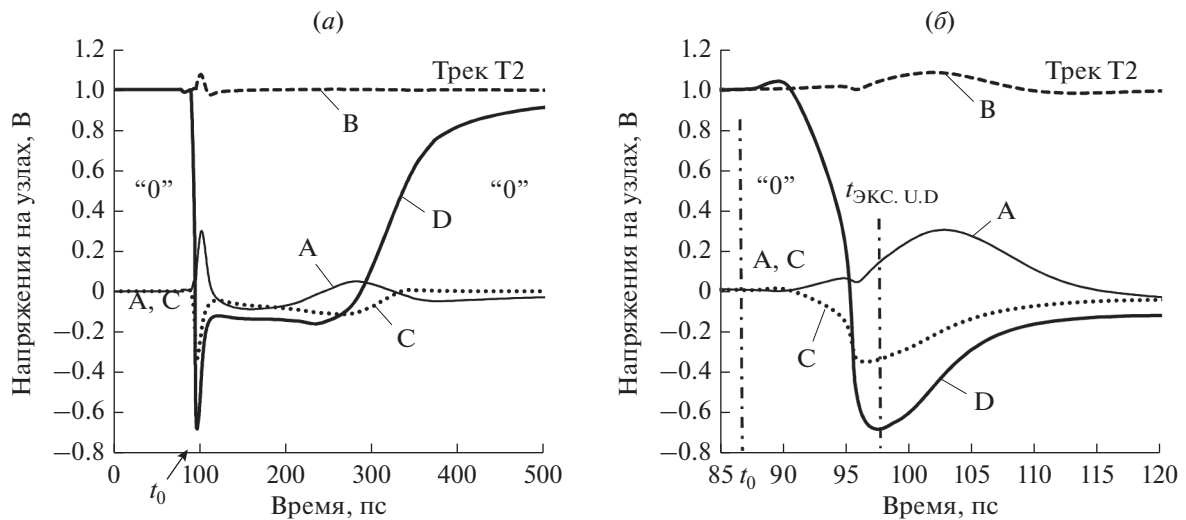 (а)
Напряжения на узлах, В
1.2
1.0
0.8
0.6
0.4
0.2
0
–0.2
–0.4
–0.6
–0.8
Трек Т2
B
“0”
“0”
D
A
A, C
C
0
100
200
300
400
500
t0
Время, пс
(б)
Напряжения на узлах, В
1.2
1.0
0.8
0.6
0.4
0.2
0
–0.2
–0.4
–0.6
–0.8
Трек Т2
B
“0”
tЭКС. U.D
A
A, C
C
D
85
t0
90
95
100
105
110
115
120
Время, пс